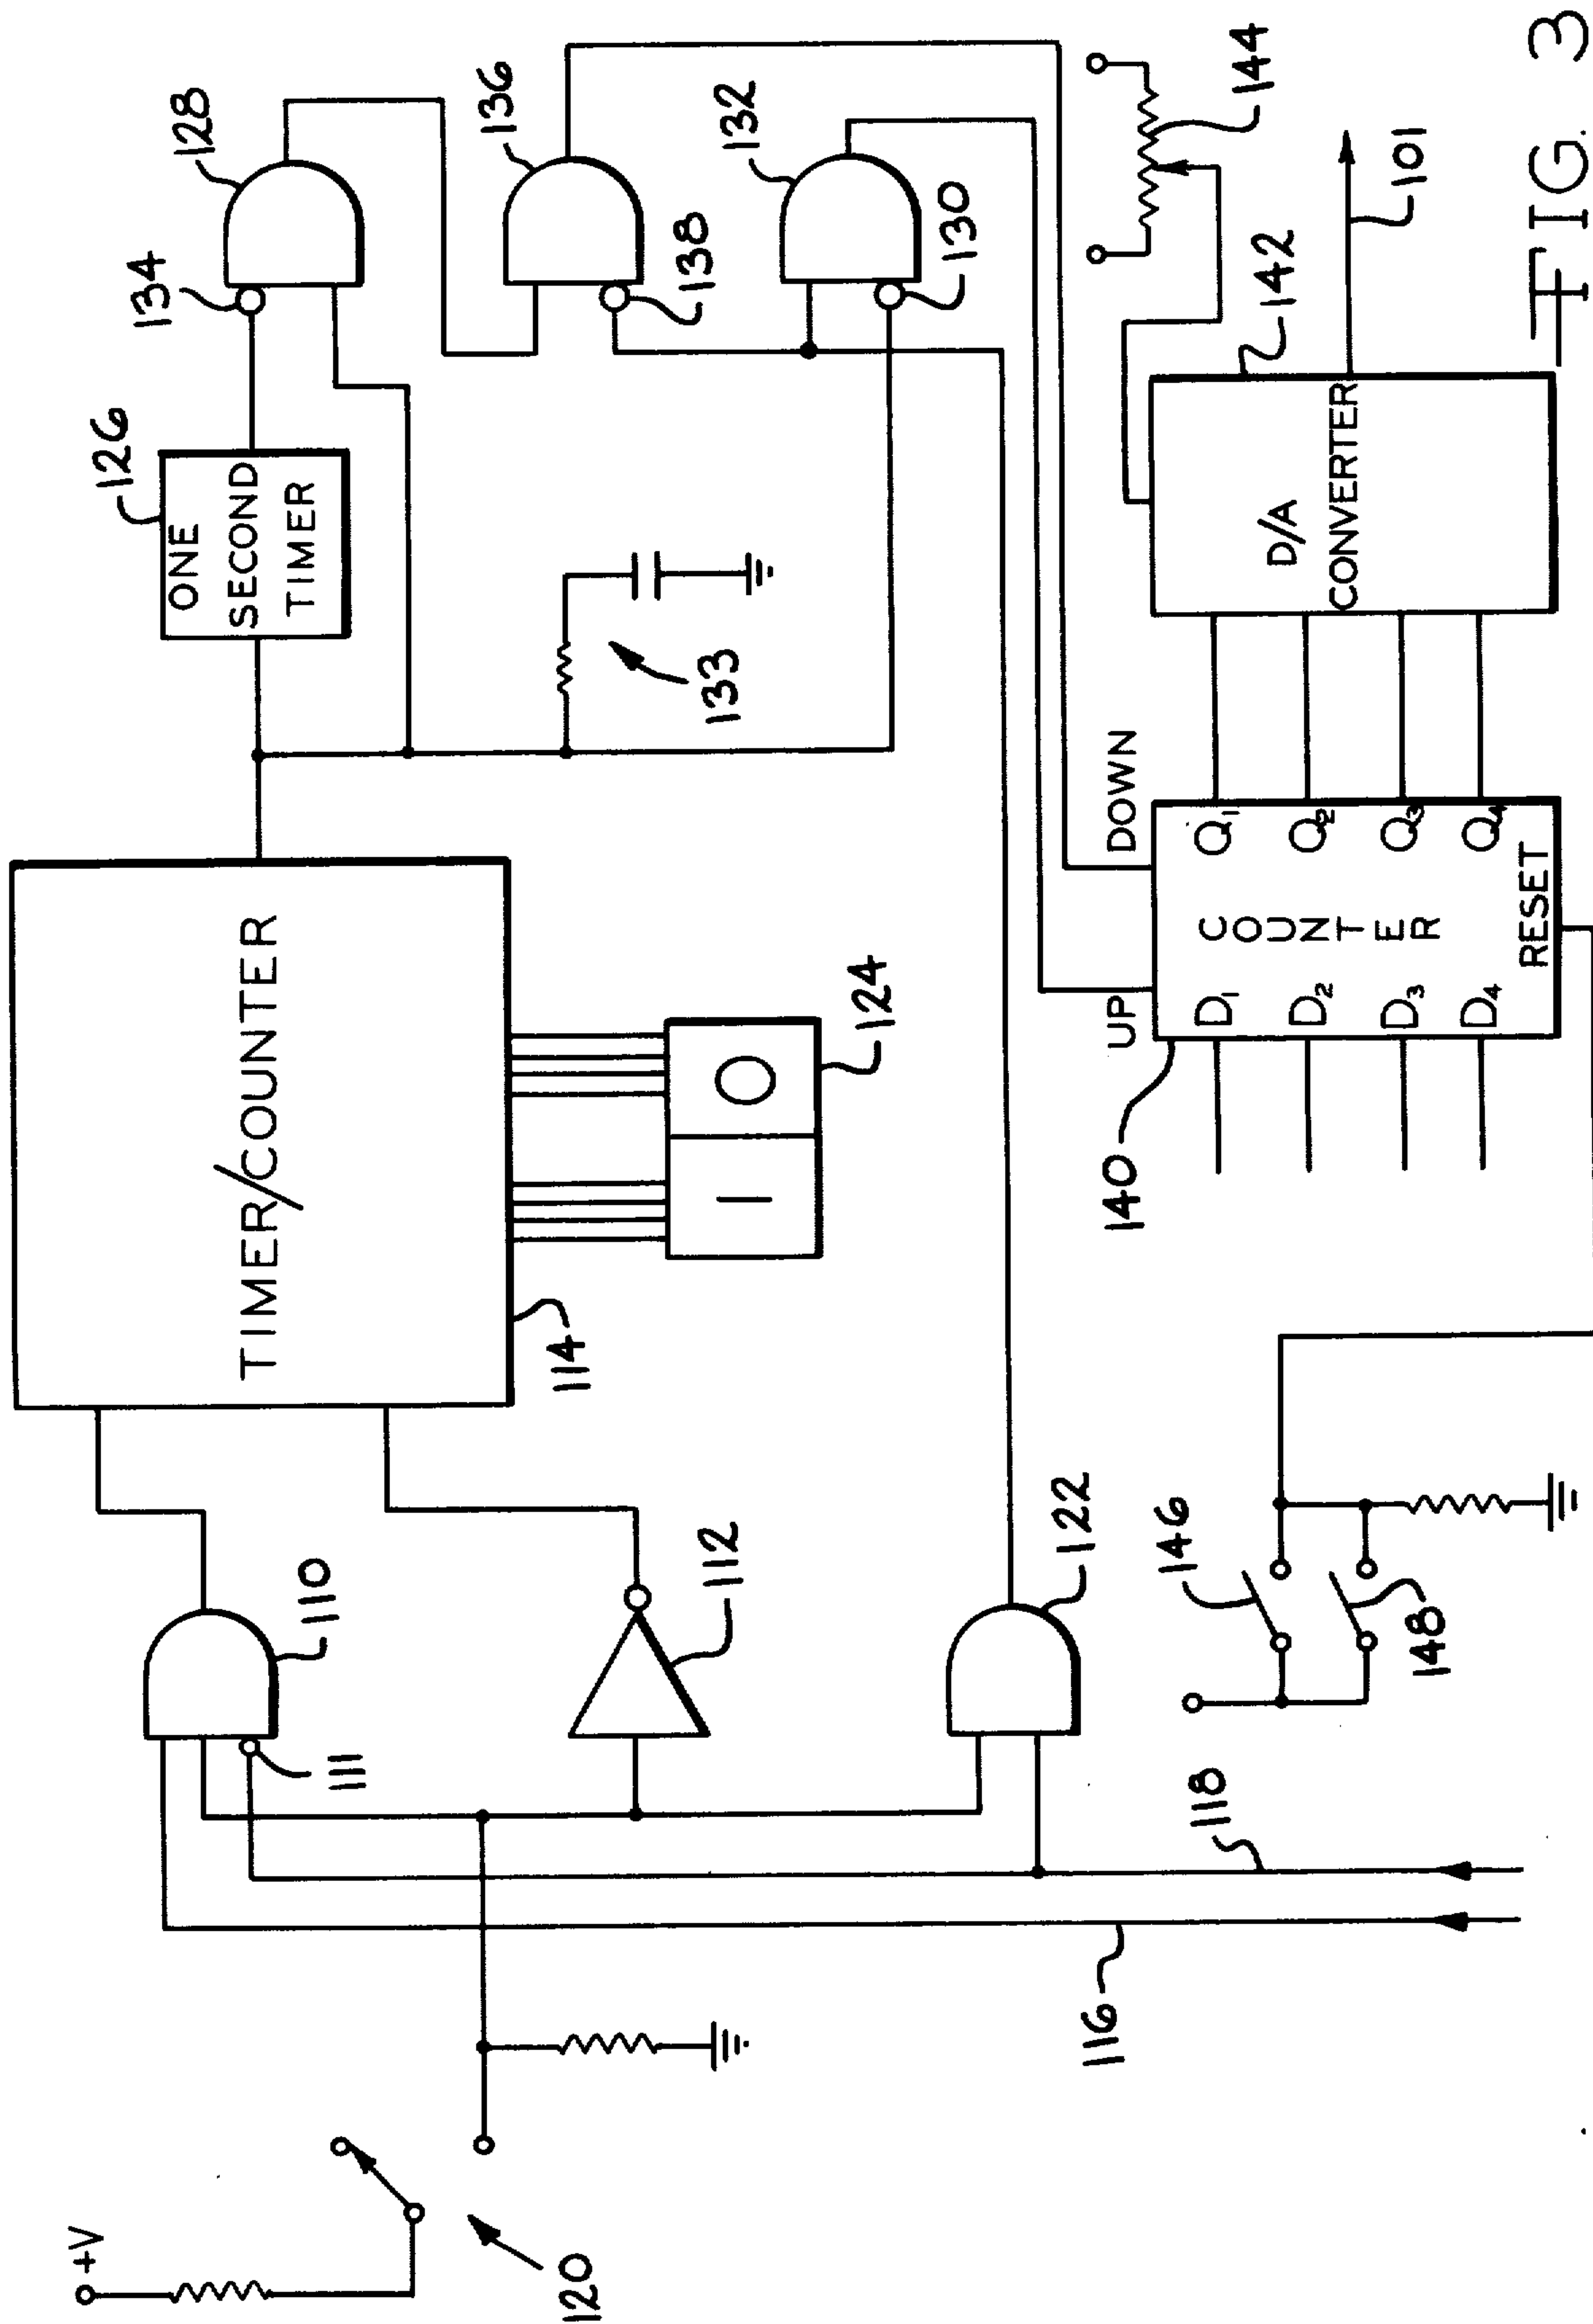 +V
120
116
118
110
111
112
122
146
148
TIMER/COUNTER
114
1 0
124
ONE
SECOND
TIMER
126
133
134
128
136
138
132
130
140
UP
DOWN
D1 Q1
D2 Q2
D3 Q3
D4 Q4
COUNTER
RESET
D/A
CONVERTER
142
144
101
FIG. 3